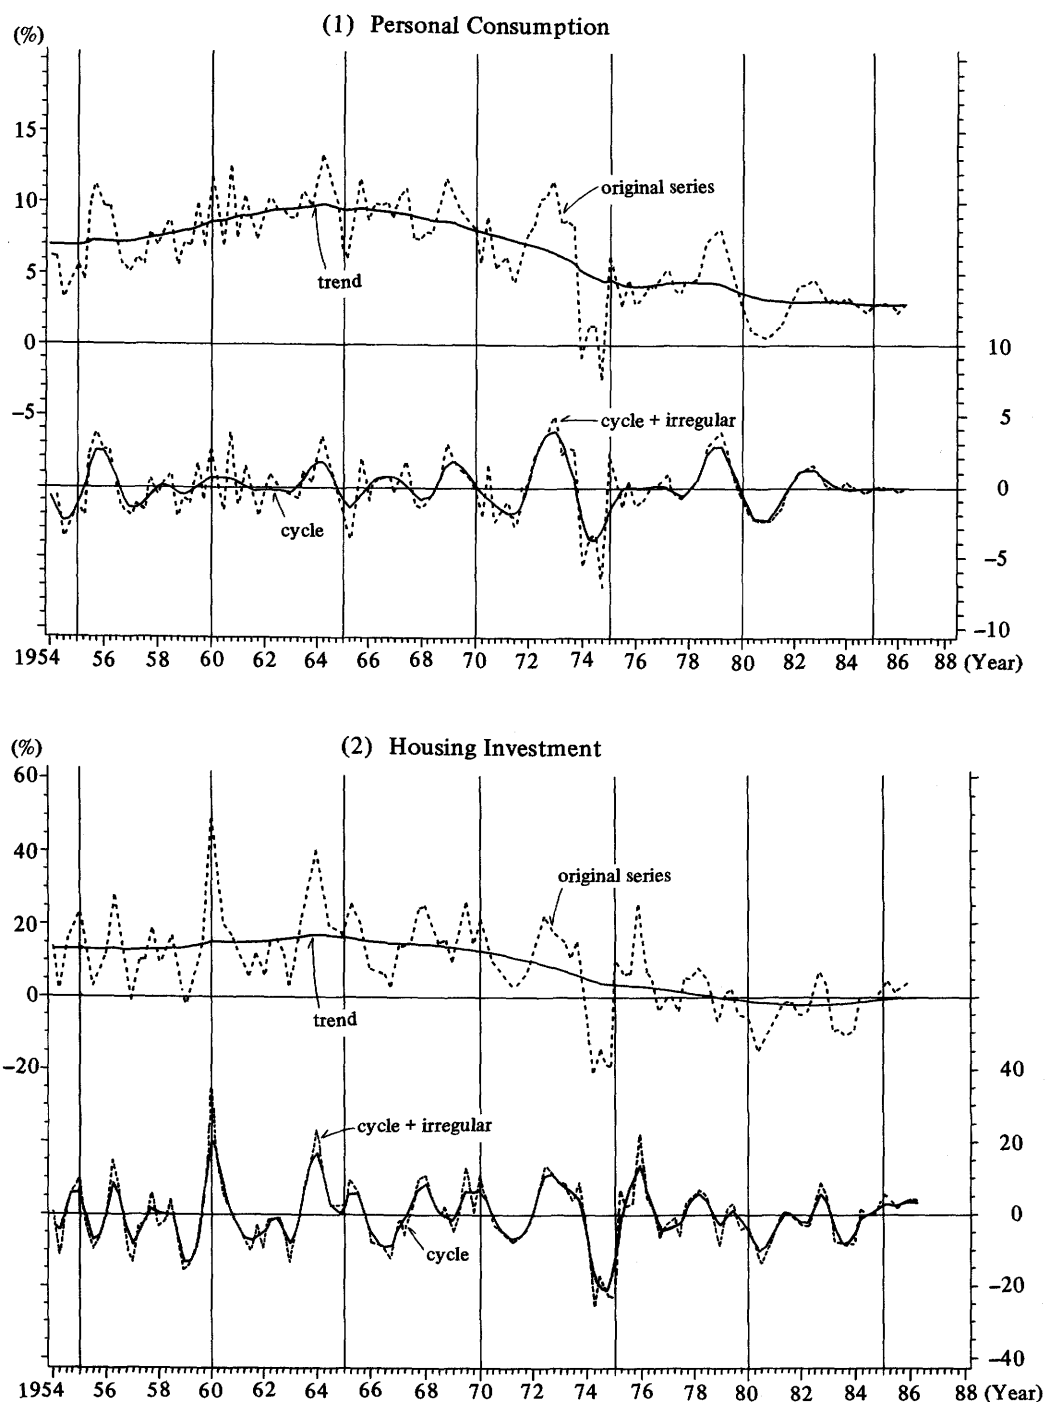 (1) Personal Consumption
(%)
15
10
5
0
-5
original series
trend
10
5
0
-5
-10
cycle + irregular
cycle
1954 56 58 60 62 64 66 68 70 72 74 76 78 80 82 84 86 88 (Year)
(2) Housing Investment
(%)
60
40
20
0
-20
original series
trend
40
20
0
-20
-40
cycle + irregular
cycle
1954 56 58 60 62 64 66 68 70 72 74 76 78 80 82 84 86 88 (Year)